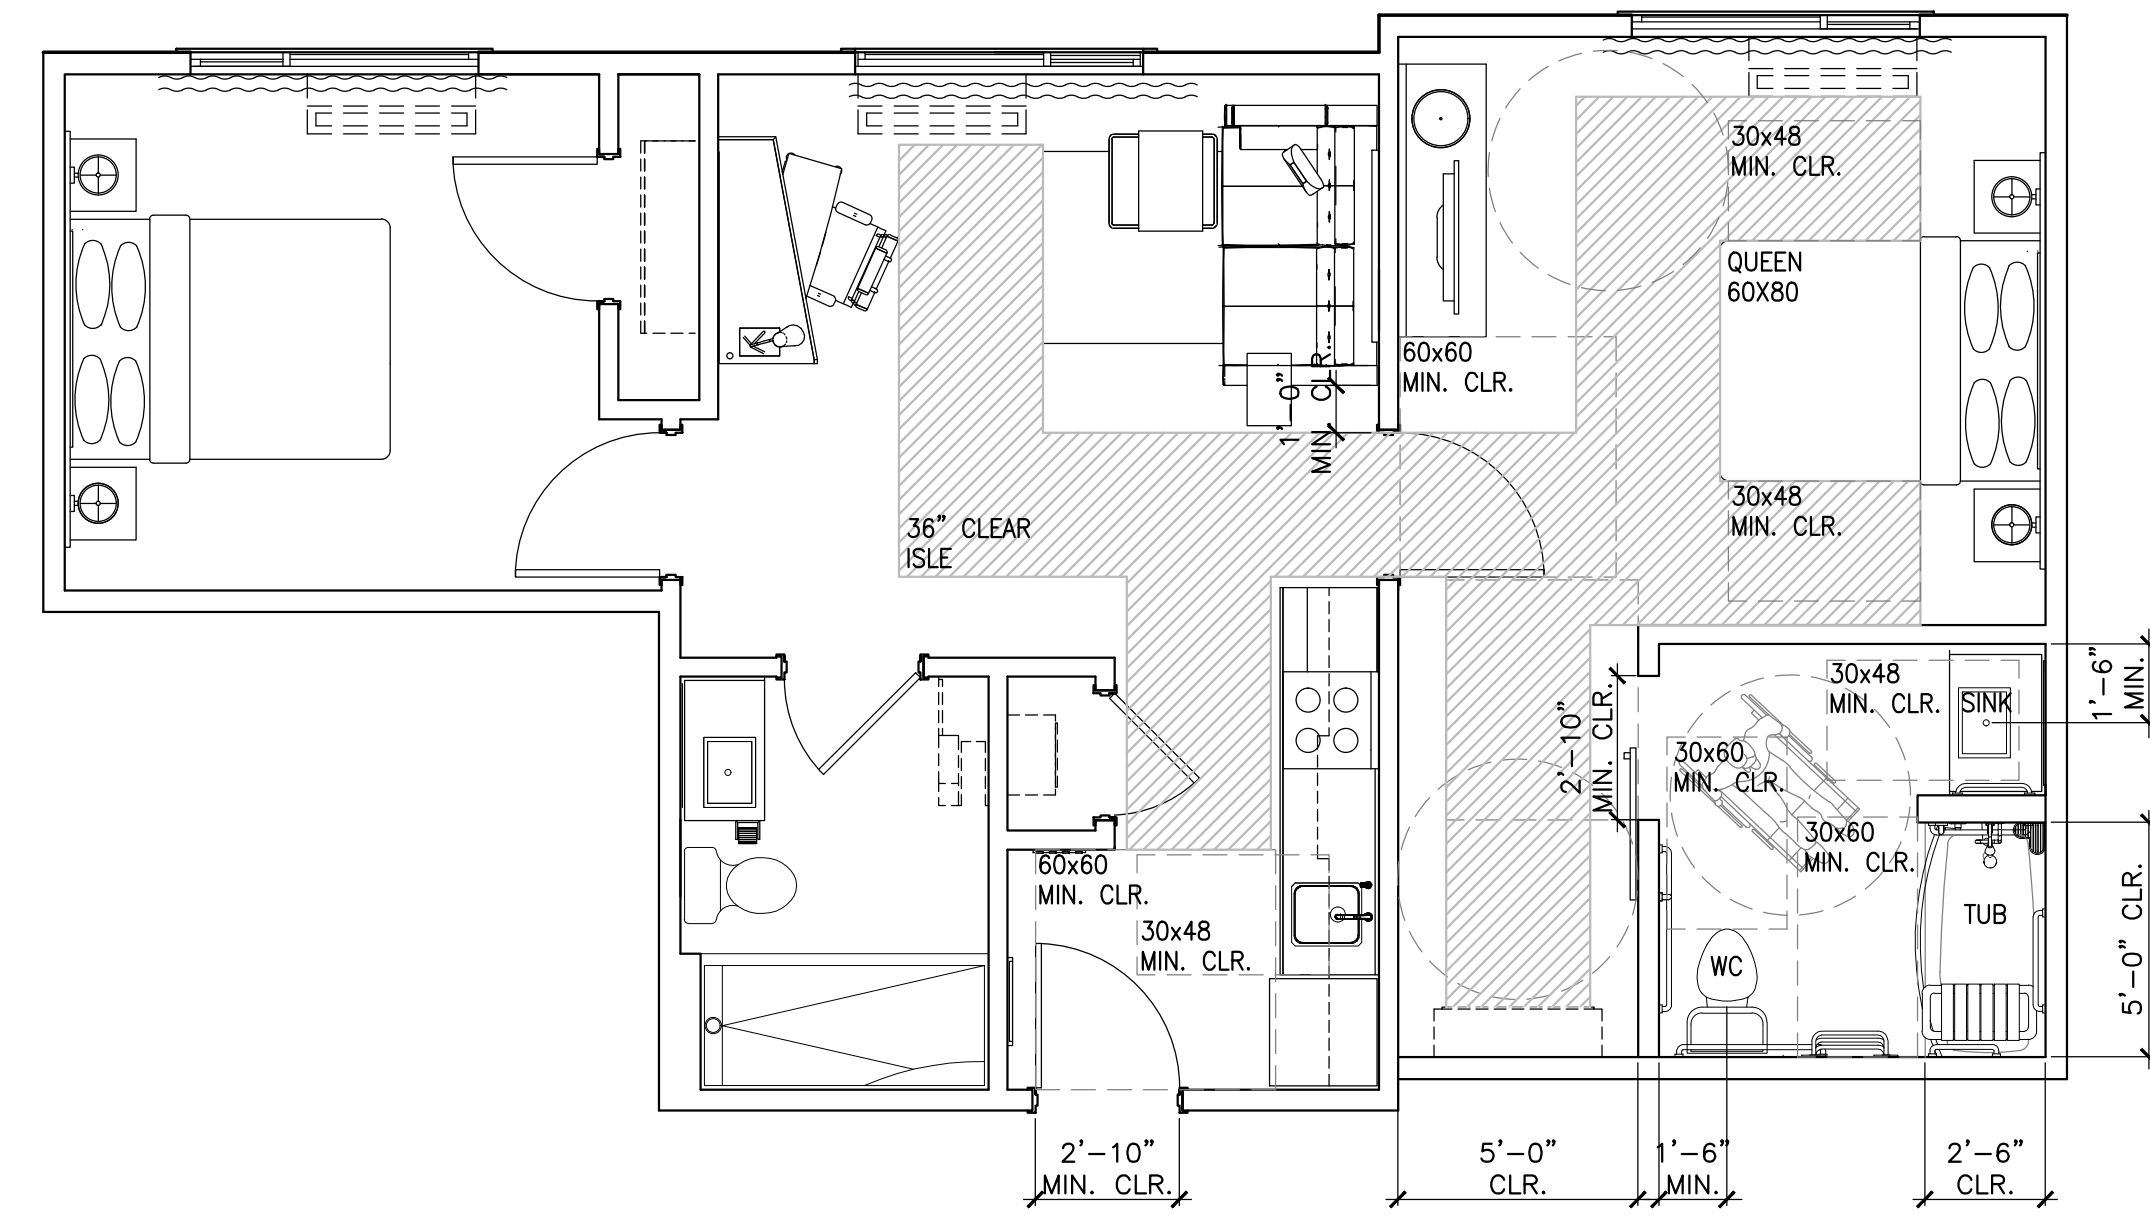 30x48
MIN. CLR.
QUEEN
60X80
60x60
MIN. CLR.
1'-0"
MIN. CLR.
30x48
MIN. CLR.
36" CLEAR
ISLE
30x48
MIN. CLR.
SINK
1'-6"
MIN.
2'-10"
MIN. CLR.
30x60
MIN. CLR.
30x60
MIN. CLR.
60x60
MIN. CLR.
30x48
MIN. CLR.
TUB
5'-0" CLR.
WC
2'-10"
MIN. CLR.
5'-0"
CLR.
1'-6"
MIN.
2'-6"
CLR.